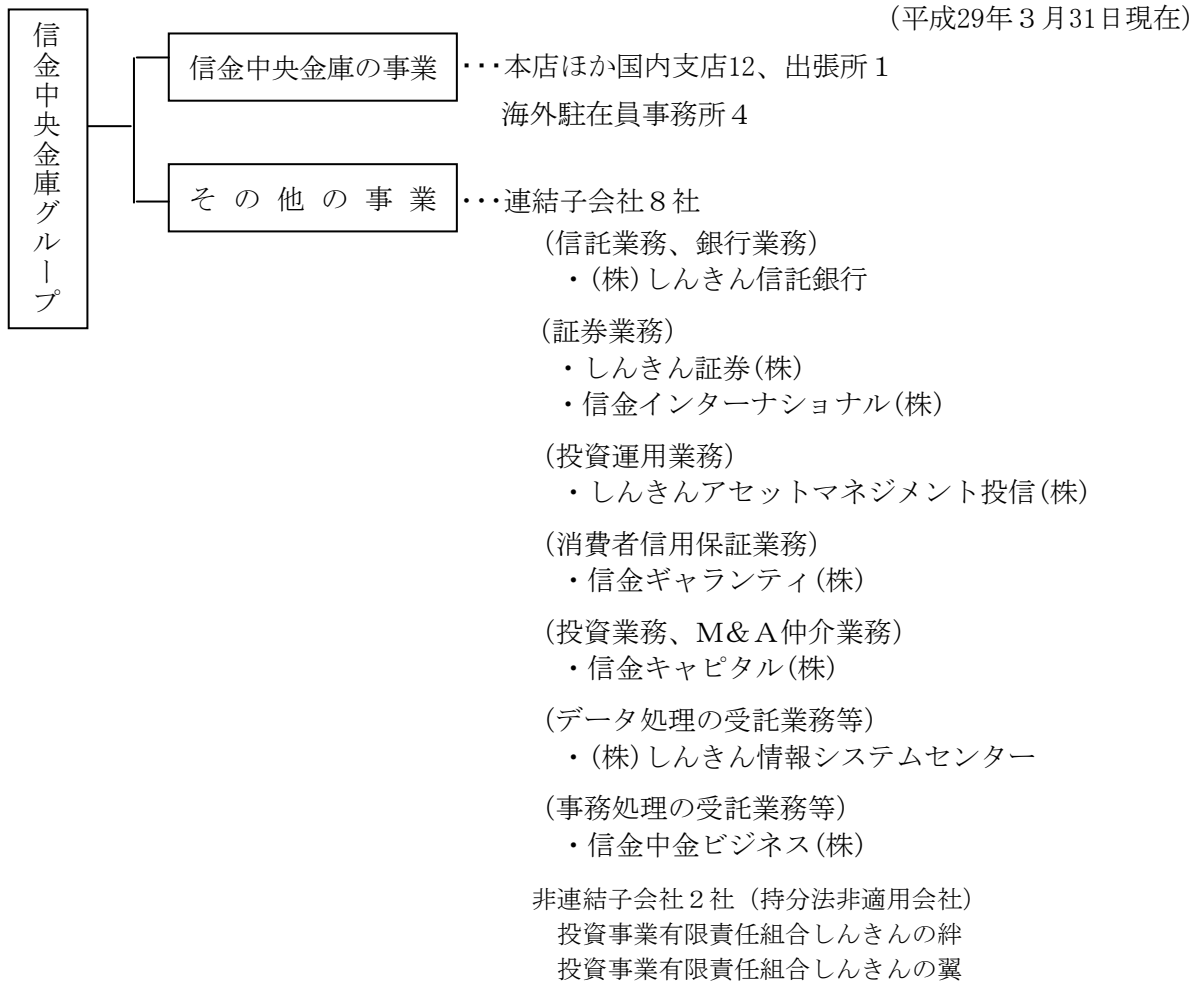 (平成29年３月31日現在)
信金中央金庫グループ
信金中央金庫の事業 ･･･本店ほか国内支店12、出張所１
海外駐在員事務所４
そ の 他 の 事 業 ･･･連結子会社８社
(信託業務、銀行業務)
・(株)しんきん信託銀行
(証券業務)
・しんきん証券(株)
・信金インターナショナル(株)
(投資運用業務)
・しんきんアセットマネジメント投信(株)
(消費者信用保証業務)
・信金ギャランティ(株)
(投資業務、Ｍ＆Ａ仲介業務)
・信金キャピタル(株)
(データ処理の受託業務等)
・(株)しんきん情報システムセンター
(事務処理の受託業務等)
・信金中金ビジネス(株)
非連結子会社２社（持分法非適用会社）
投資事業有限責任組合しんきんの絆
投資事業有限責任組合しんきんの翼